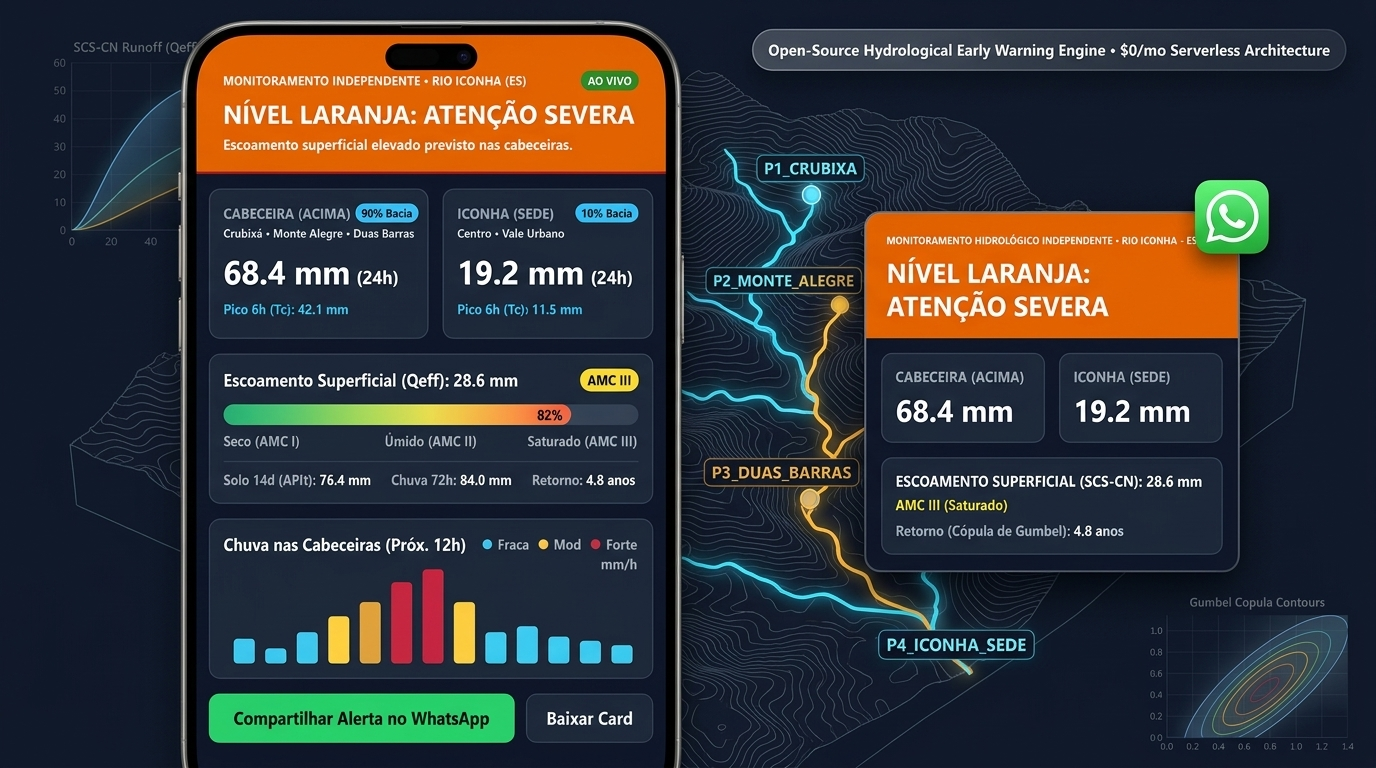 SCS-CN Runoff (Qeff
60
50
40
30
20
10
0
0 20 40
MONITORAMENTO INDEPENDENTE • RIO ICONHA (ES)
AO VIVO
NÍVEL LARANJA: ATENÇÃO SEVERA
Escoamento superficial elevado previsto nas cabeceiras.
CABECEIRA (ACIMA) 90% Bacia
Crubixá • Monte Alegre • Duas Barras
68.4 mm (24h)
Pico 6h (Tc): 42.1 mm
ICONHA (SEDE) 10% Bacia
Centro • Vale Urbano
19.2 mm (24h)
Pico 6h (Tc): 11.5 mm
Escoamento Superficial (Qeff): 28.6 mm
AMC III
82%
Seco (AMC I) Úmido (AMC II) Saturado (AMC III)
Solo 14d (APIt): 76.4 mm Chuva 72h: 84.0 mm Retorno: 4.8 anos
Chuva nas Cabeceiras (Próx. 12h)
Fraca Mod Forte
mm/h
Compartilhar Alerta no WhatsApp
Baixar Card
Open-Source Hydrological Early Warning Engine • $0/mo Serverless Architecture
P1_CRUBIXA
P2_MONTE_ALEGRE
P3_DUAS_BARRAS
P4_ICONHA_SEDE
MONITORAMENTO HIDROLÓGICO INDEPENDENTE • RIO ICONHA - ES
NÍVEL LARANJA:
ATENÇÃO SEVERA
CABECEIRA (ACIMA)
68.4 mm
ICONHA (SEDE)
19.2 mm
ESCOAMENTO SUPERFICIAL (SCS-CN): 28.6 mm
AMC III (Saturado)
Retorno (Cópula de Gumbel): 4.8 anos
Gumbel Copula Contours
1.0
0.8
0.6
0.4
0.2
0.0
0.0 0.2 0.4 0.6 0.8 1.0 1.2 1.4